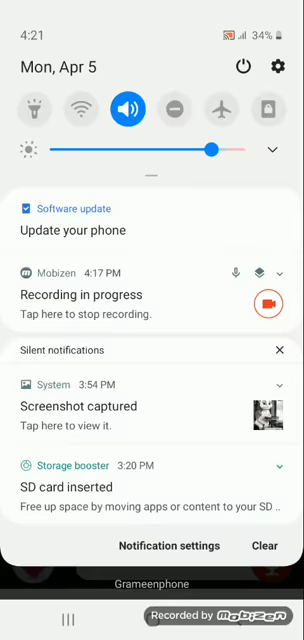 4:21
34%
Mon, Apr 5
Software update
Update your phone
Mobizen 4:17 PM
Recording in progress
Tap here to stop recording.
Silent notifications
System 3:54 PM
Screenshot captured
Tap here to view it.
Storage booster 3:20 PM
SD card inserted
Free up space by moving apps or content to your SD ..
Notification settings Clear
Grameenphone
Recorded by mobizen